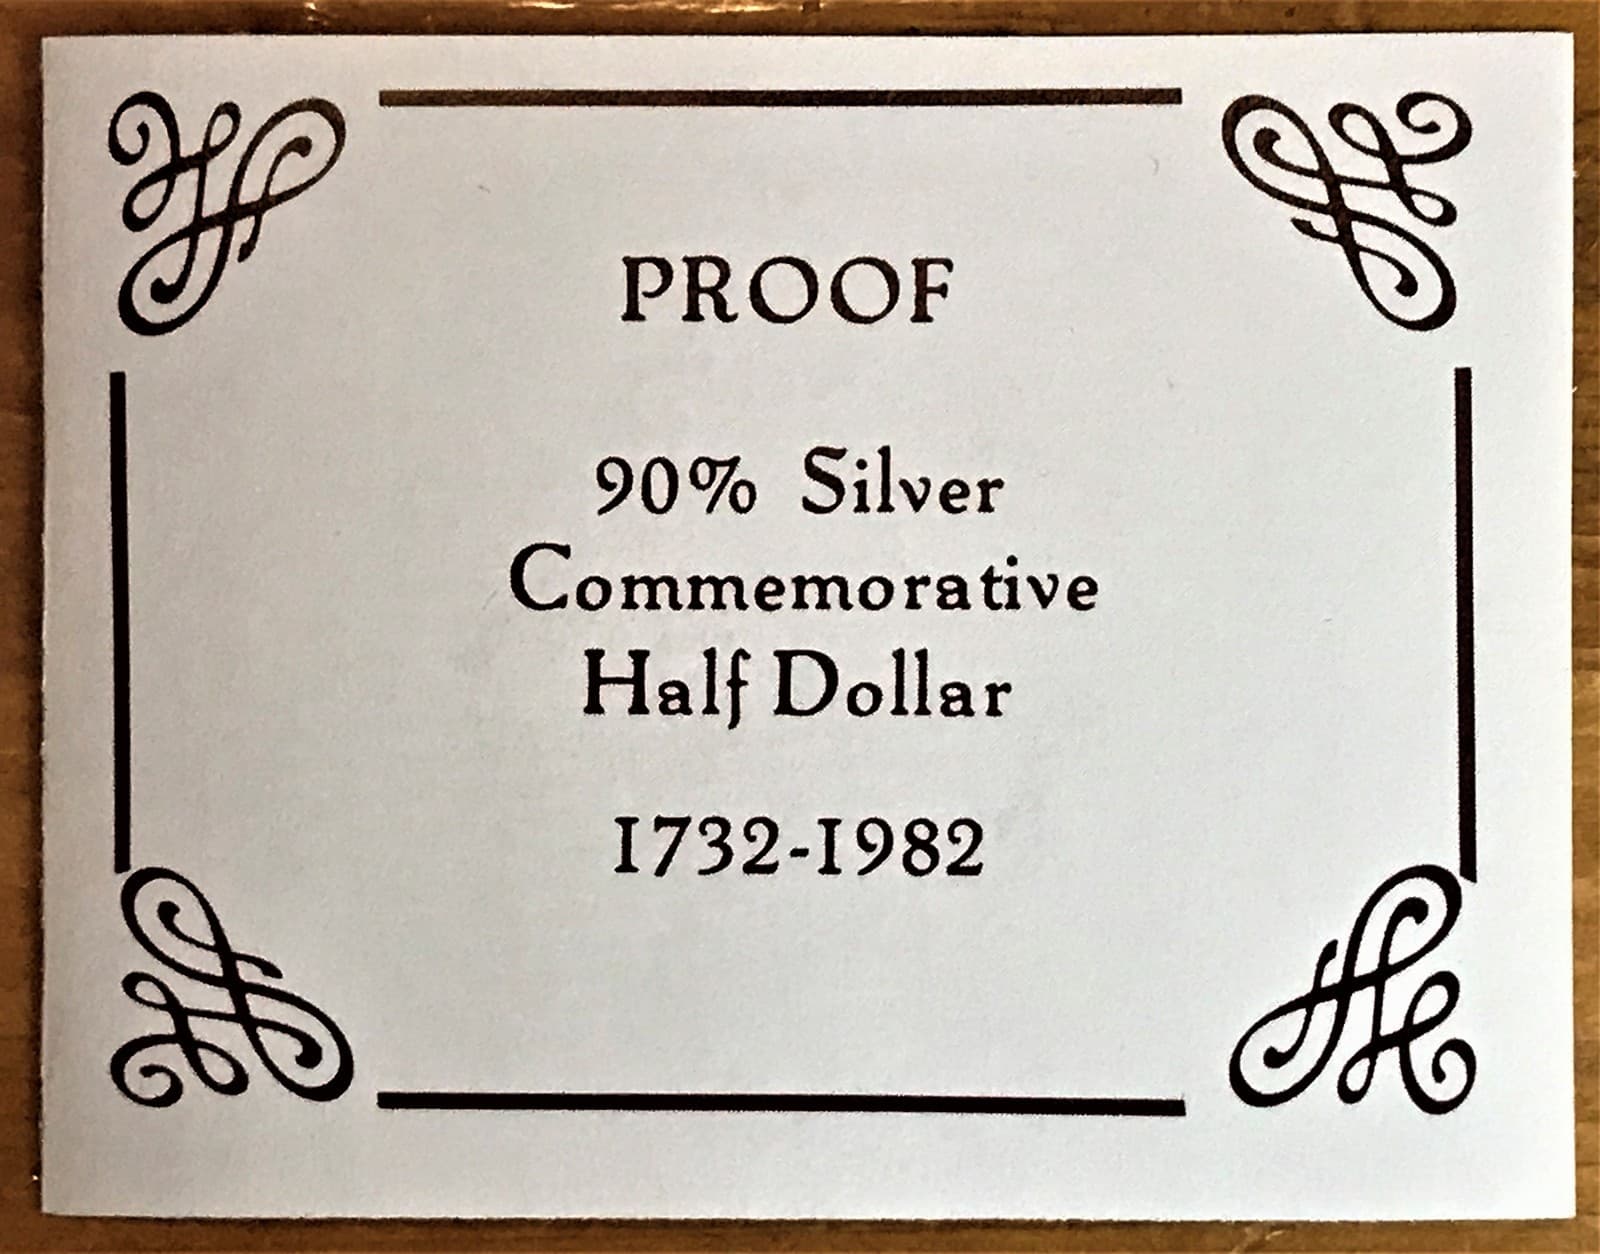 PROOF
90% Silver
Commemorative
Half Dollar
1732-1982